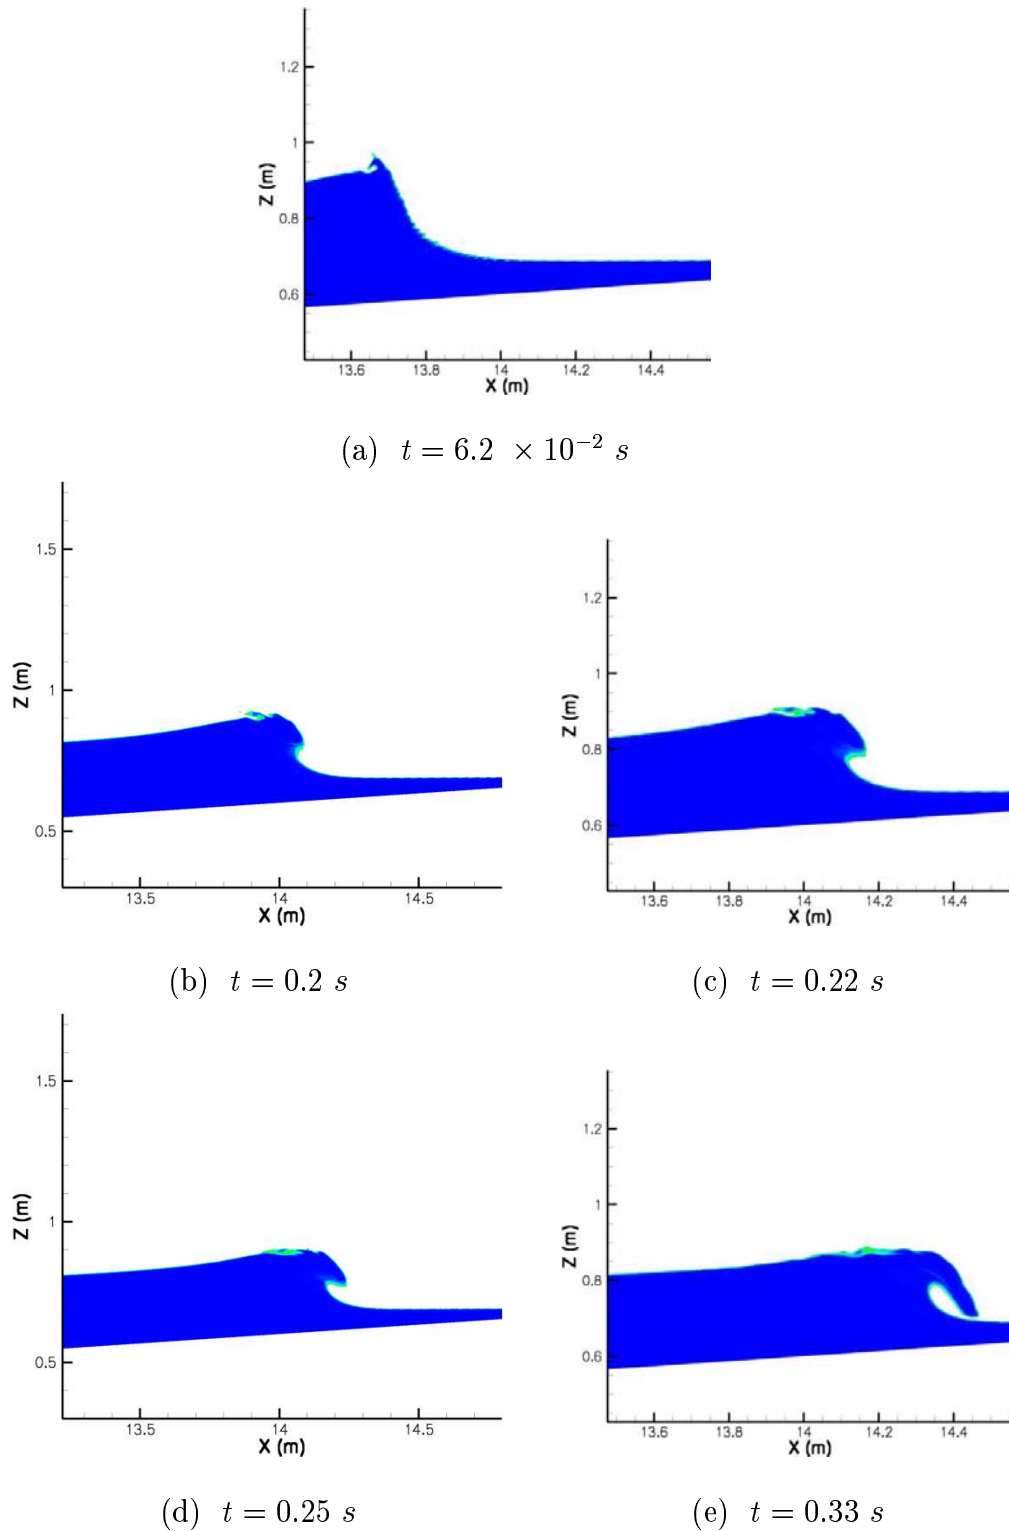 1.2
1
0.8
0.6
Z (m)
13.6 13.8 14 14.2 14.4
X (m)
(a) t = 6.2 × 10⁻² s
1.5
1
0.5
Z (m)
13.5 14 14.5
X (m)
(b) t = 0.2 s
1.2
1
0.8
0.6
Z (m)
13.6 13.8 14 14.2 14.4
X (m)
(c) t = 0.22 s
1.5
1
0.5
Z (m)
13.5 14 14.5
X (m)
(d) t = 0.25 s
1.2
1
0.8
0.6
Z (m)
13.6 13.8 14 14.2 14.4
X (m)
(e) t = 0.33 s